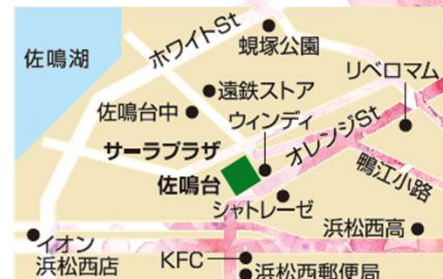 ホワイトSt
蜆塚公園
佐鳴湖
リベロマム
遠鉄ストア
佐鳴台中
ウィンディ
オレンジSt
サーラプラザ
佐鳴台
鴨江小路
シャトレーゼ
浜松西高
イオン
浜松西店
KFC
浜松西郵便局